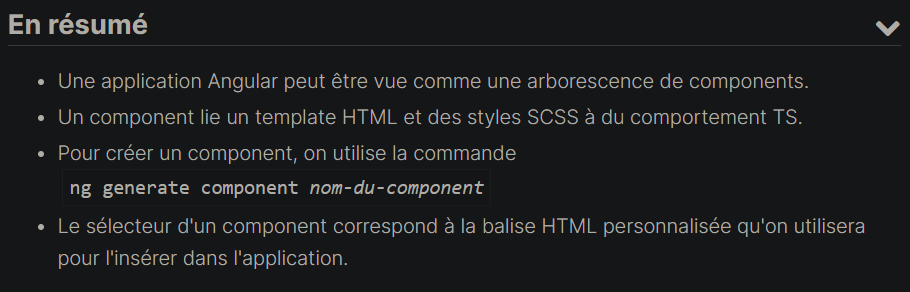 En résumé
• Une application Angular peut être vue comme une arborescence de components.
• Un component lie un template HTML et des styles SCSS à du comportement TS.
• Pour créer un component, on utilise la commande
ng generate component nom-du-component
• Le sélecteur d'un component correspond à la balise HTML personnalisée qu'on utilisera
pour l'insérer dans l'application.